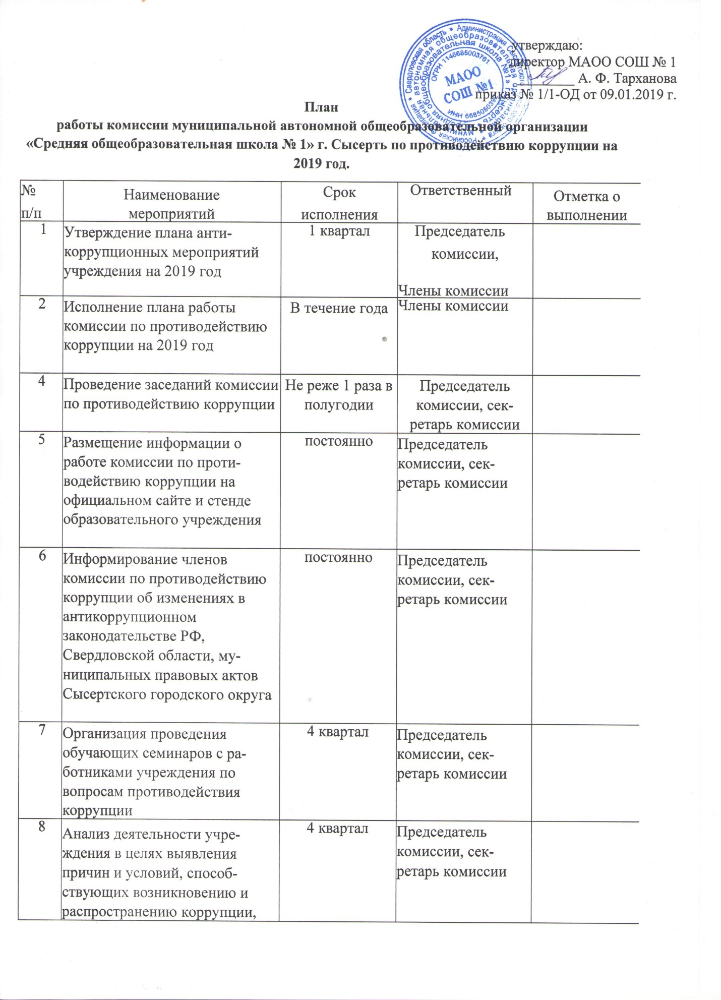 утверждаю:
директор МАОО СОШ № 1
А. Ф. Тарханова
приказ № 1/1-ОД от 09.01.2019 г.
ОГРН 1146685003761
МАОО
СОШ №1
План
работы комиссии муниципальной автономной общеобразовательной организации
«Средняя общеобразовательная школа № 1» г. Сысерть по противодействию коррупции на
2019 год.
№
п/п
Наименование
мероприятий
Срок
исполнения
Ответственный
Отметка о
выполнении
1
Утверждение плана анти-
коррупционных мероприятий
учреждения на 2019 год
1 квартал
Председатель
комиссии,
Члены комиссии
2
Исполнение плана работы
комиссии по противодействию
коррупции на 2019 год
В течение года
Члены комиссии
4
Проведение заседаний комиссии
по противодействию коррупции
Не реже 1 раза в
полугодии
Председатель
комиссии, сек-
ретарь комиссии
5
Размещение информации о
работе комиссии по проти-
водействию коррупции на
официальном сайте и стенде
образовательного учреждения
постоянно
Председатель
комиссии, сек-
ретарь комиссии
6
Информирование членов
комиссии по противодействию
коррупции об изменениях в
антикоррупционном
законодательстве РФ,
Свердловской области, му-
ниципальных правовых актов
Сысертского городского округа
постоянно
Председатель
комиссии, сек-
ретарь комиссии
7
Организация проведения
обучающих семинаров с ра-
ботниками учреждения по
вопросам противодействия
коррупции
4 квартал
Председатель
комиссии, сек-
ретарь комиссии
8
Анализ деятельности учре-
ждения в целях выявления
причин и условий, способ-
ствующих возникновению и
распространению коррупции,
4 квартал
Председатель
комиссии, сек-
ретарь комиссии